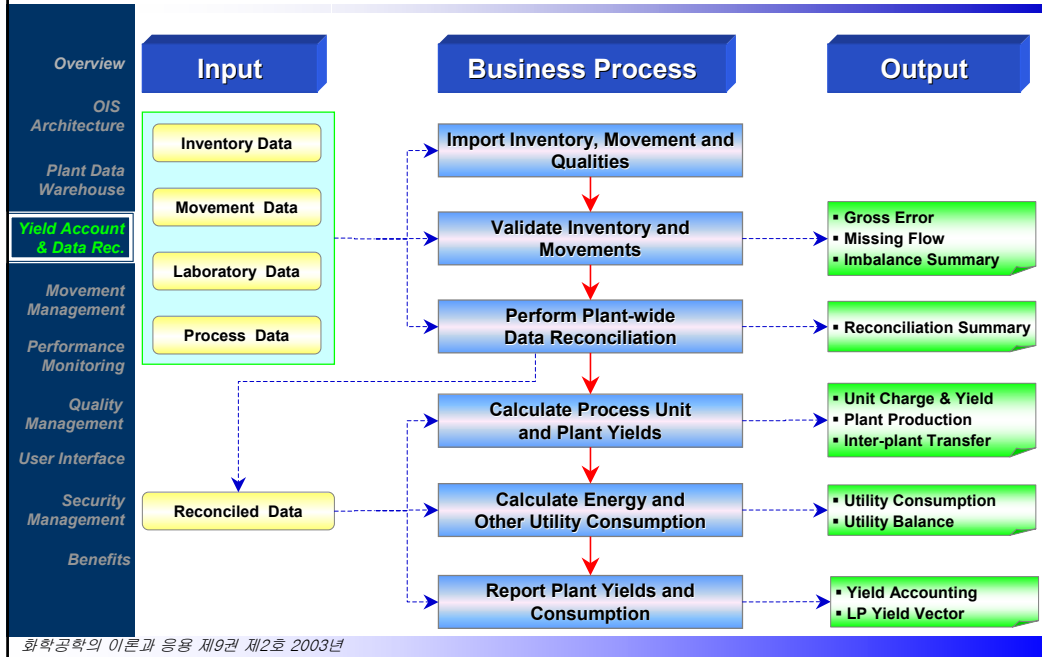 Overview
OIS
Architecture
Plant Data
Warehouse
Yield Account
& Data Rec.
Movement
Management
Performance
Monitoring
Quality
Management
User Interface
Security
Management
Benefits
Input
Inventory Data
Movement Data
Laboratory Data
Process Data
Reconciled Data
Business Process
Import Inventory, Movement and
Qualities
Validate Inventory and
Movements
Perform Plant-wide
Data Reconciliation
Calculate Process Unit
and Plant Yields
Calculate Energy and
Other Utility Consumption
Report Plant Yields and
Consumption
Output
▪ Gross Error
▪ Missing Flow
▪ Imbalance Summary
▪ Reconciliation Summary
▪ Unit Charge & Yield
▪ Plant Production
▪ Inter-plant Transfer
▪ Utility Consumption
▪ Utility Balance
▪ Yield Accounting
▪ LP Yield Vector
화학공학의 이론과 응용 제9권 제2호 2003년